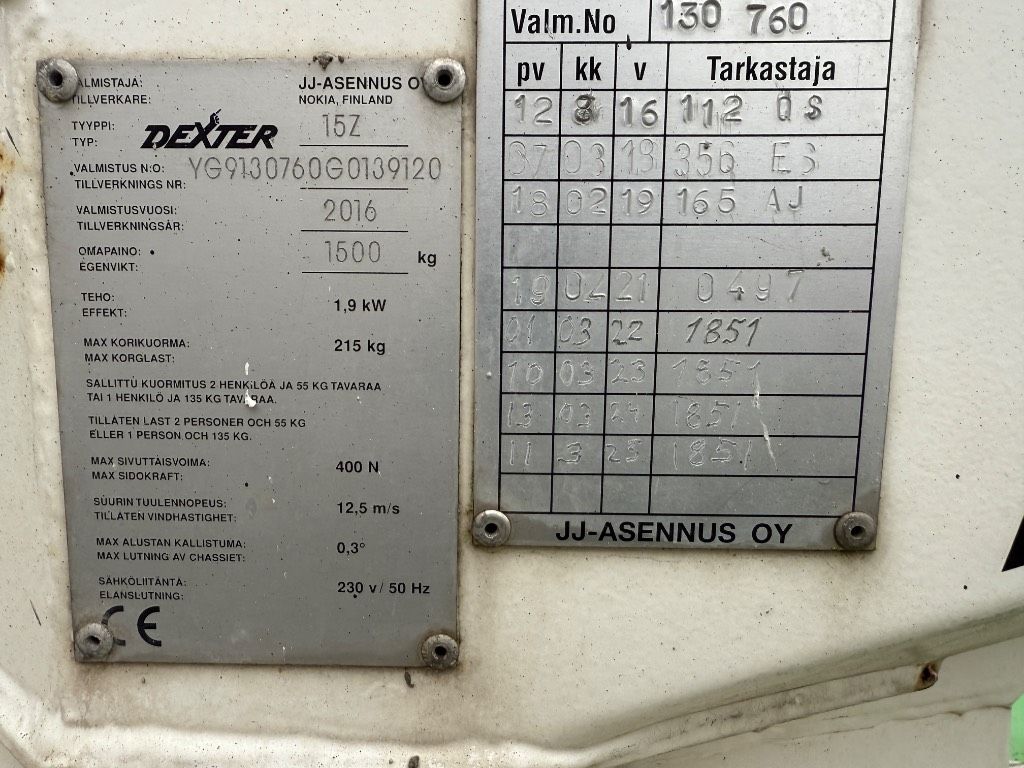 VALMISTAJA: JJ-ASENNUS OY
TILLVERKARE: NOKIA, FINLAND
TYYPPI: DEXTER 15Z
TYP:
VALMISTUS N:O: YG9130760G0139120
TILLVERKNINGS NR:
VALMISTUSVUOSI: 2016
TILLVERKNINGSÅR:
OMAPAINO: 1500 kg
EGENVIKT:
TEHO: 1,9 kW
EFFEKT:
MAX KORIKUORMA: 215 kg
MAX KORGLAST:
SALLITTU KUORMITUS 2 HENKILÖÄ JA 55 KG TAVARAA
TAI 1 HENKILÖ JA 135 KG TAVARAA.
TILLÅTEN LAST 2 PERSONER OCH 55 KG
ELLER 1 PERSON OCH 135 KG.
MAX SIVUTTAISVOIMA: 400 N
MAX SIDOKRAFT:
SUURIN TUULENNOPEUS: 12,5 m/s
TILLÅTEN VINDHASTIGHET:
MAX ALUSTAN KALLISTUMA: 0,3°
MAX LUTNING AV CHASSIET:
SÄHKÖLIITÄNTÄ: 230 v/ 50 Hz
ELANSLUTNING:
CE
Valm.No 130 760
pv kk v Tarkastaja
12 8 16 112 OS
03 356
18 02 19 165 AJ
19 02 21 0497
01 03 22 1851
10 03 23 1851
13 03 24 1851
11 3 25 1851
JJ-ASENNUS OY